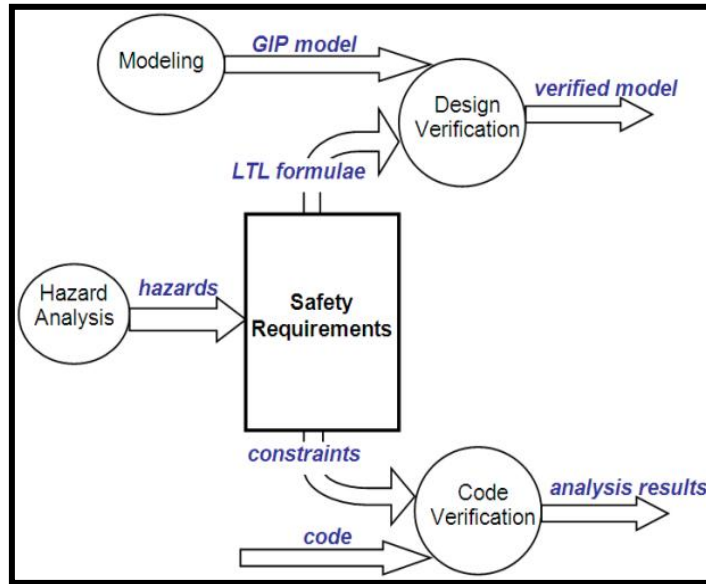 GIP model
Modeling
verified model
Design
Verification
LTL formulae
hazards
Hazard
Analysis
Safety
Requirements
constraints
Code
Verification
analysis results
code